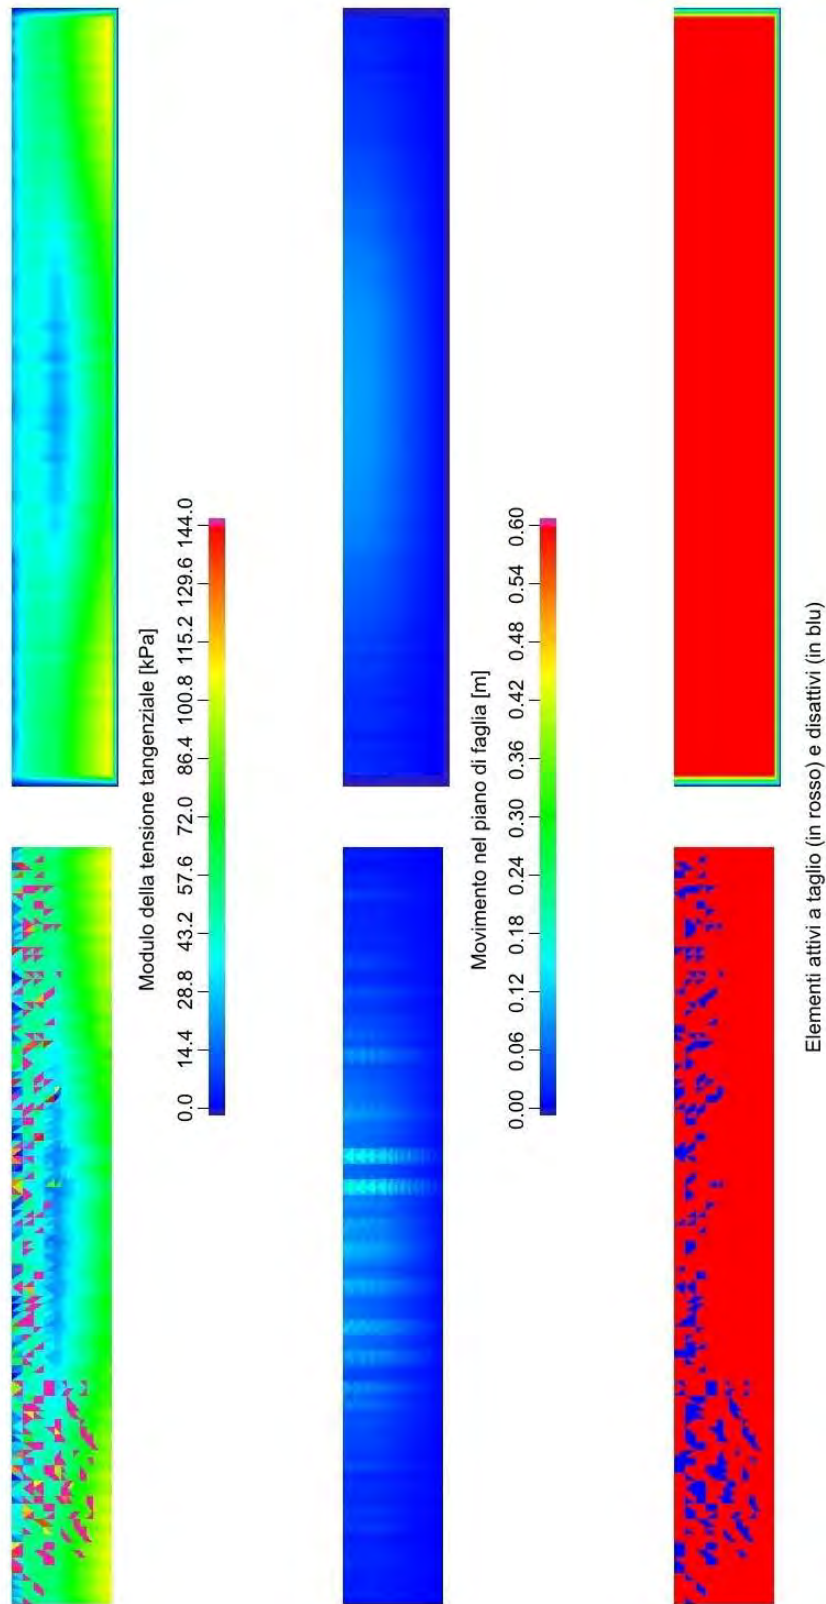 Modulo della tensione tangenziale [kPa]
0.0 14.4 28.8 43.2 57.6 72.0 86.4 100.8 115.2 129.6 144.0
Movimento nel piano di faglia [m]
0.00 0.06 0.12 0.18 0.24 0.30 0.36 0.42 0.48 0.54 0.60
Elementi attivi a taglio (in rosso) e disattivi (in blu)